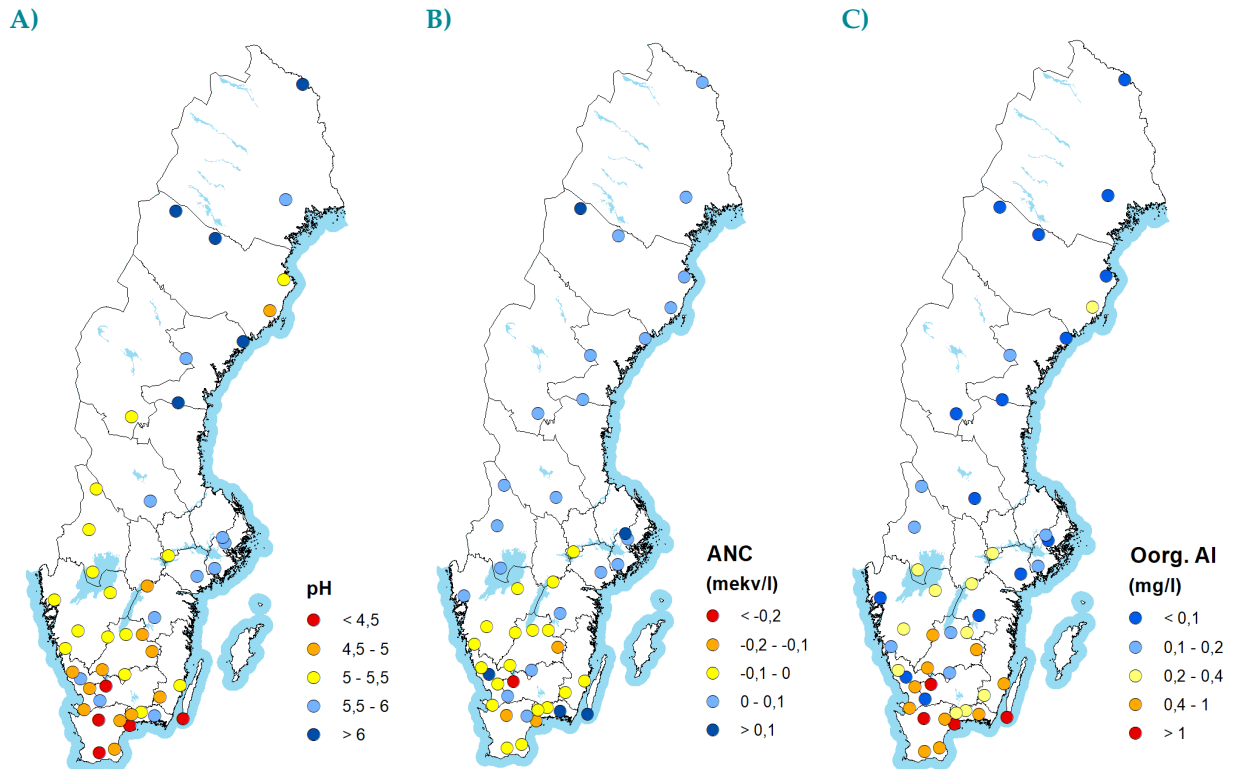 A)
B)
C)
pH
< 4,5
4,5 - 5
5 - 5,5
5,5 - 6
> 6
ANC
(mekv/l)
< -0,2
-0,2 - -0,1
-0,1 - 0
0 - 0,1
> 0,1
Oorg. Al
(mg/l)
< 0,1
0,1 - 0,2
0,2 - 0,4
0,4 - 1
> 1